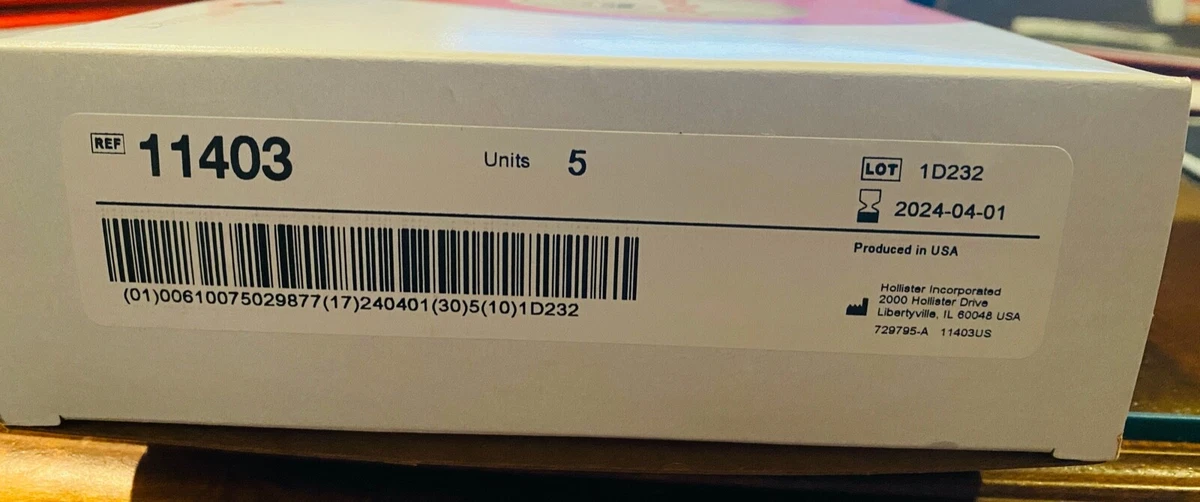 REF 11403 Units 5 LOT 1D232
2024-04-01
Produced in USA
(01)00610075029877(17)240401(30)5(10)1D232
Hollister Incorporated
2000 Hollister Drive
Libertyville, IL 60048 USA
729795-A 11403US